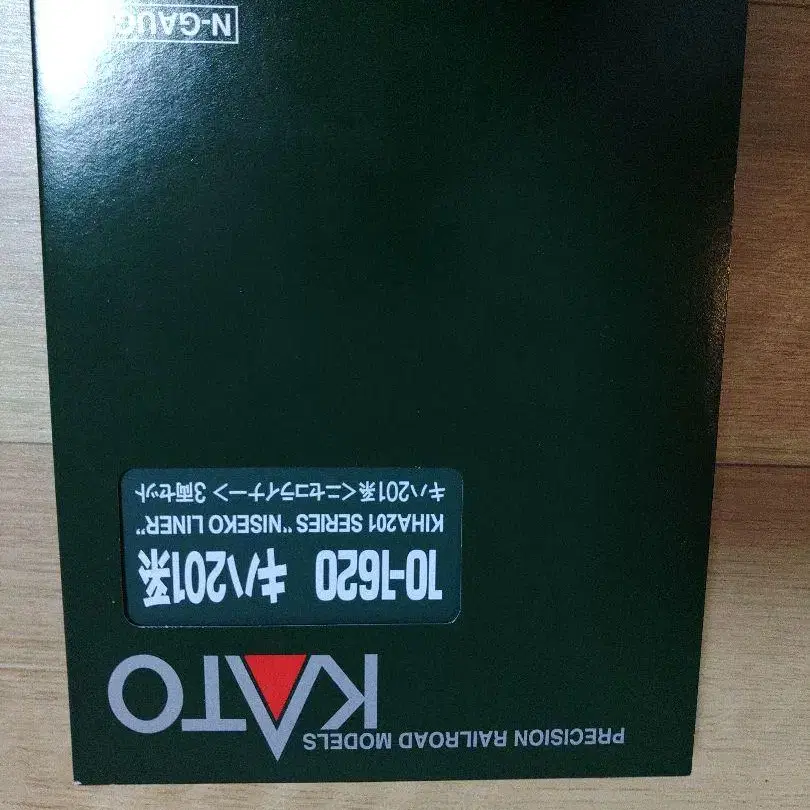 PRECISION RAILROAD MODELS
KATO
10-1620 キハ201系
KIHA201 SERIES "NISEKO LINER"
キハ201系<ニセコライナー> 3両セット